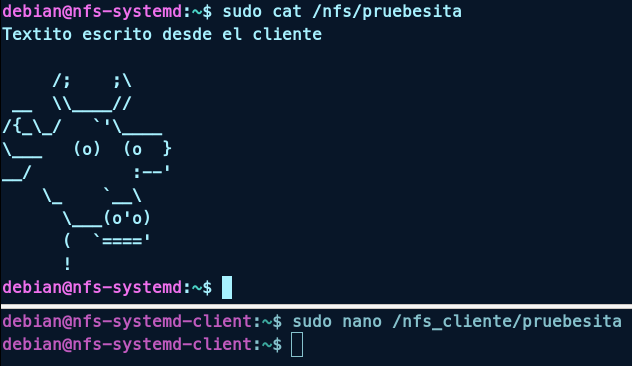 debian@nfs-systemd:~$ sudo cat /nfs/pruebesita
Textito escrito desde el cliente

     /;    ;\
 __  \\____//
/{_\_/   `'\____
\___   (o)  (o  }
__/          :--'
    \_    `__\
      \___(o'o)
      (  `===='
      !
debian@nfs-systemd:~$
debian@nfs-systemd-client:~$ sudo nano /nfs_cliente/pruebesita
debian@nfs-systemd-client:~$